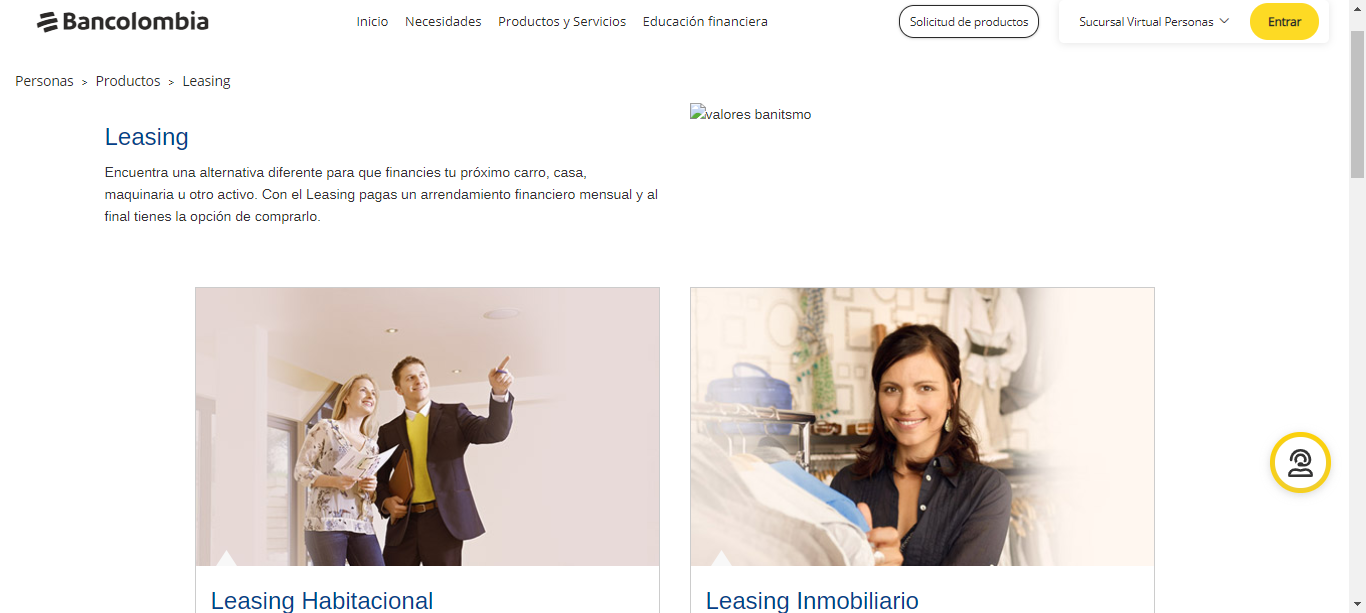 Bancolombia
Inicio Necesidades Productos y Servicios Educación financiera
Solicitud de productos
Sucursal Virtual Personas
Entrar
Personas > Productos > Leasing
Leasing
Encuentra una alternativa diferente para que financies tu próximo carro, casa,
maquinaria u otro activo. Con el Leasing pagas un arrendamiento financiero mensual y al
final tienes la opción de comprarlo.
valores banitsmo
Leasing Habitacional
Leasing Inmobiliario